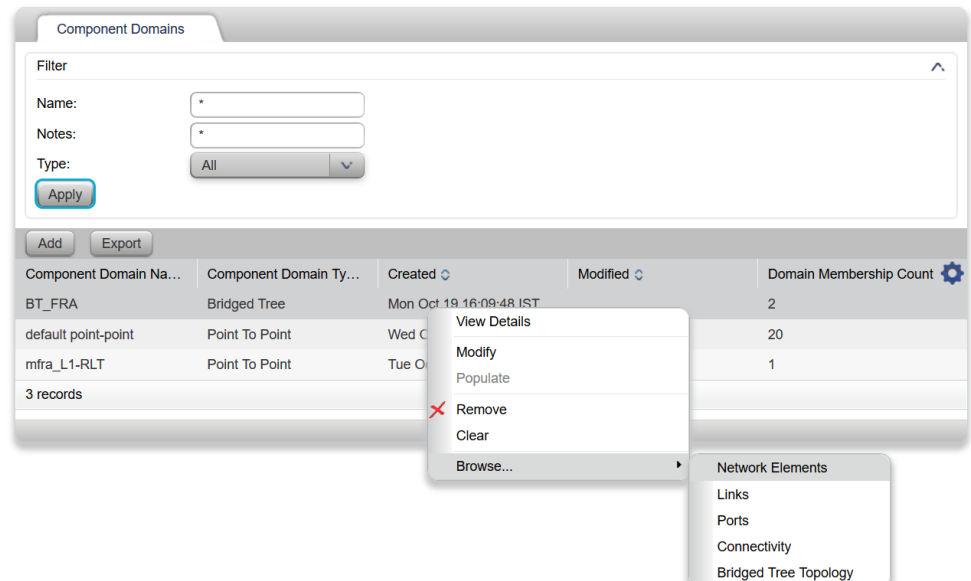 Component Domains
Filter
Name: *
Notes: *
Type: All
Apply
Add Export
Component Domain Na... Component Domain Ty... Created Modified Domain Membership Count
BT_FRA Bridged Tree Mon Oct 19 16:09:48 IST 2
default point-point Point To Point Wed 20
mfra_L1-RLT Point To Point Tue 1
3 records
View Details
Modify
Populate
Remove
Clear
Browse...
Network Elements
Links
Ports
Connectivity
Bridged Tree Topology